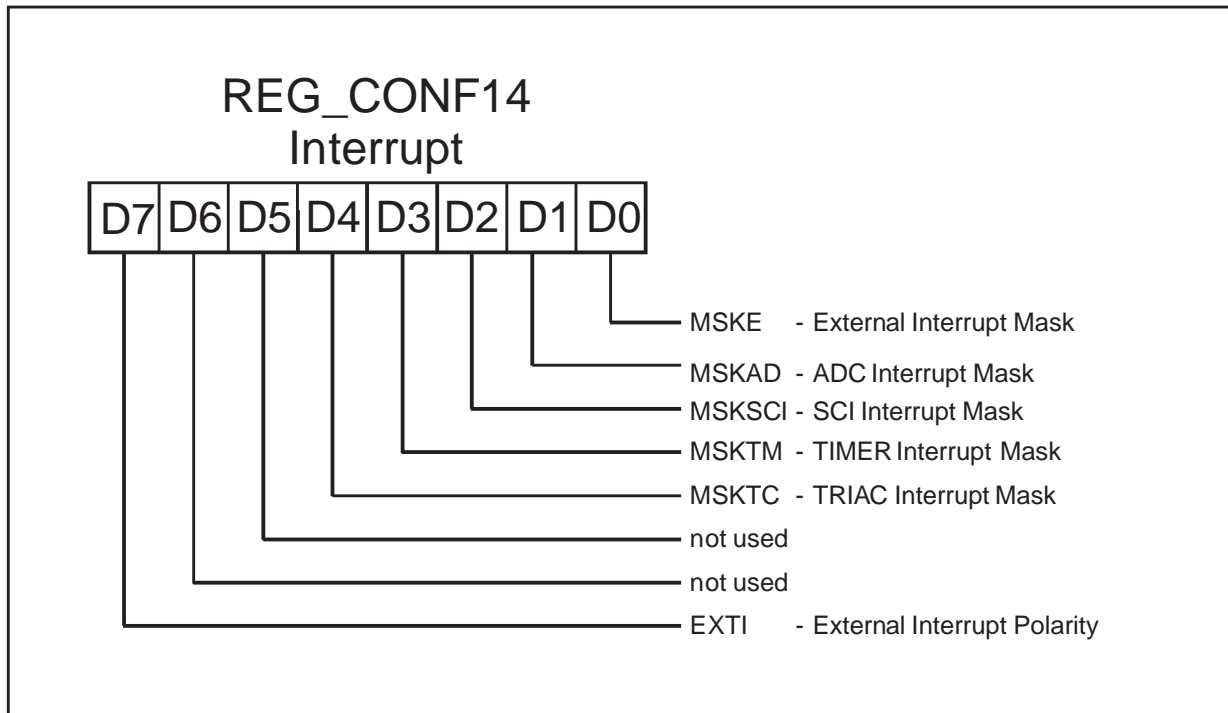 REG_CONF14
Interrupt
D7 D6 D5 D4 D3 D2 D1 D0
MSKE - External Interrupt Mask
MSKAD - ADC Interrupt Mask
MSKSCI - SCI Interrupt Mask
MSKTM - TIMER Interrupt Mask
MSKTC - TRIAC Interrupt Mask
not used
not used
EXTI - External Interrupt Polarity